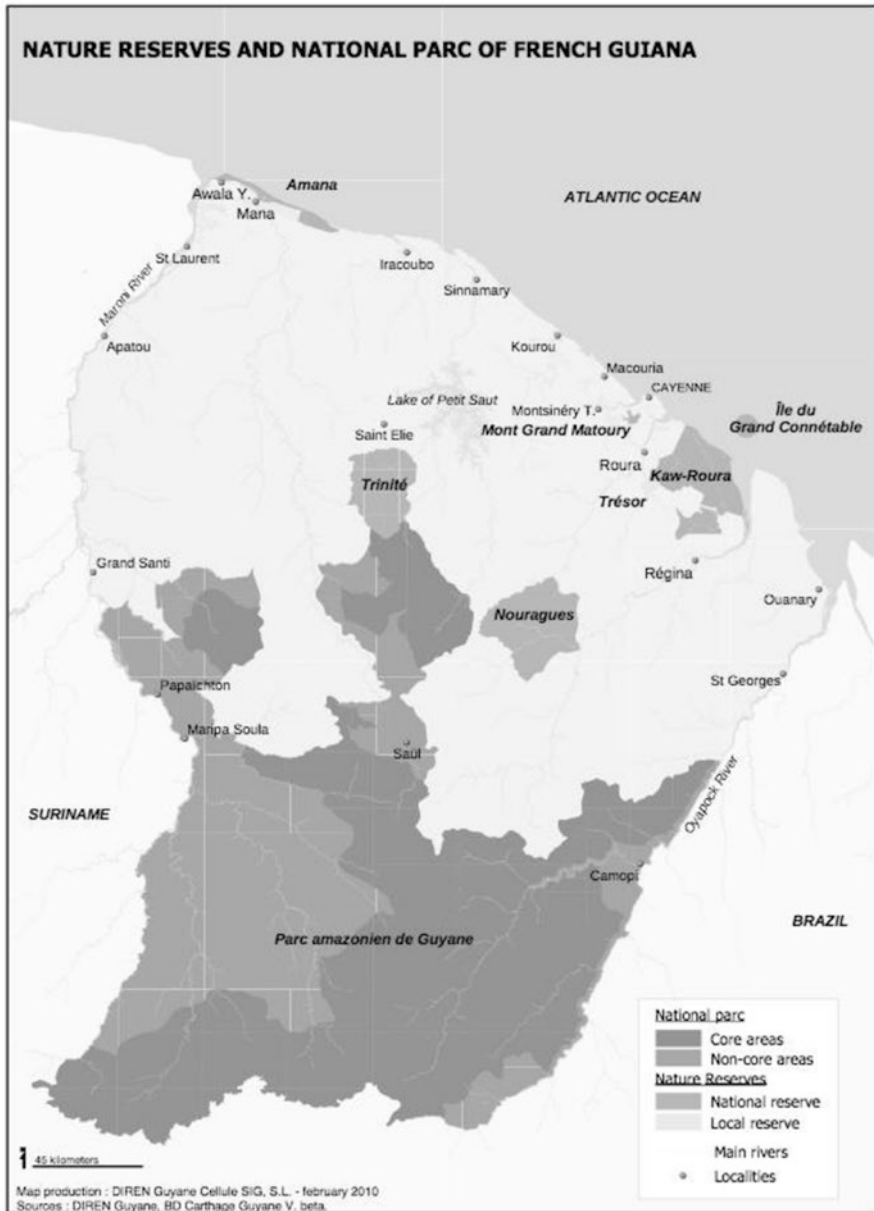 NATURE RESERVES AND NATIONAL PARC OF FRENCH GUIANA
Amana
ATLANTIC OCEAN
Awala Y.
Mana
St Laurent
Iracoubo
Sinnamary
Maroni River
Apatou
Kourou
Macouria
CAYENNE
Lake of Petit Saut
Montsinéry T.
Île du
Grand Connétable
Saint Elie
Mont Grand Matoury
Roura
Kaw-Roura
Trinité
Trésor
Grand Santi
Régina
Ouanary
Nouragues
Papaïchton
St Georges
Maripa Soula
Saül
SURINAME
Oyapock River
Camopi
BRAZIL
Parc amazonien de Guyane
National parc
Core areas
Non-core areas
Nature Reserves
National reserve
Local reserve
Main rivers
Localities
45 kilometers
Map production : DIREN Guyane Cellule SIG, S.L. - february 2010
Sources : DIREN Guyane, BD Carthage Guyane V. beta.